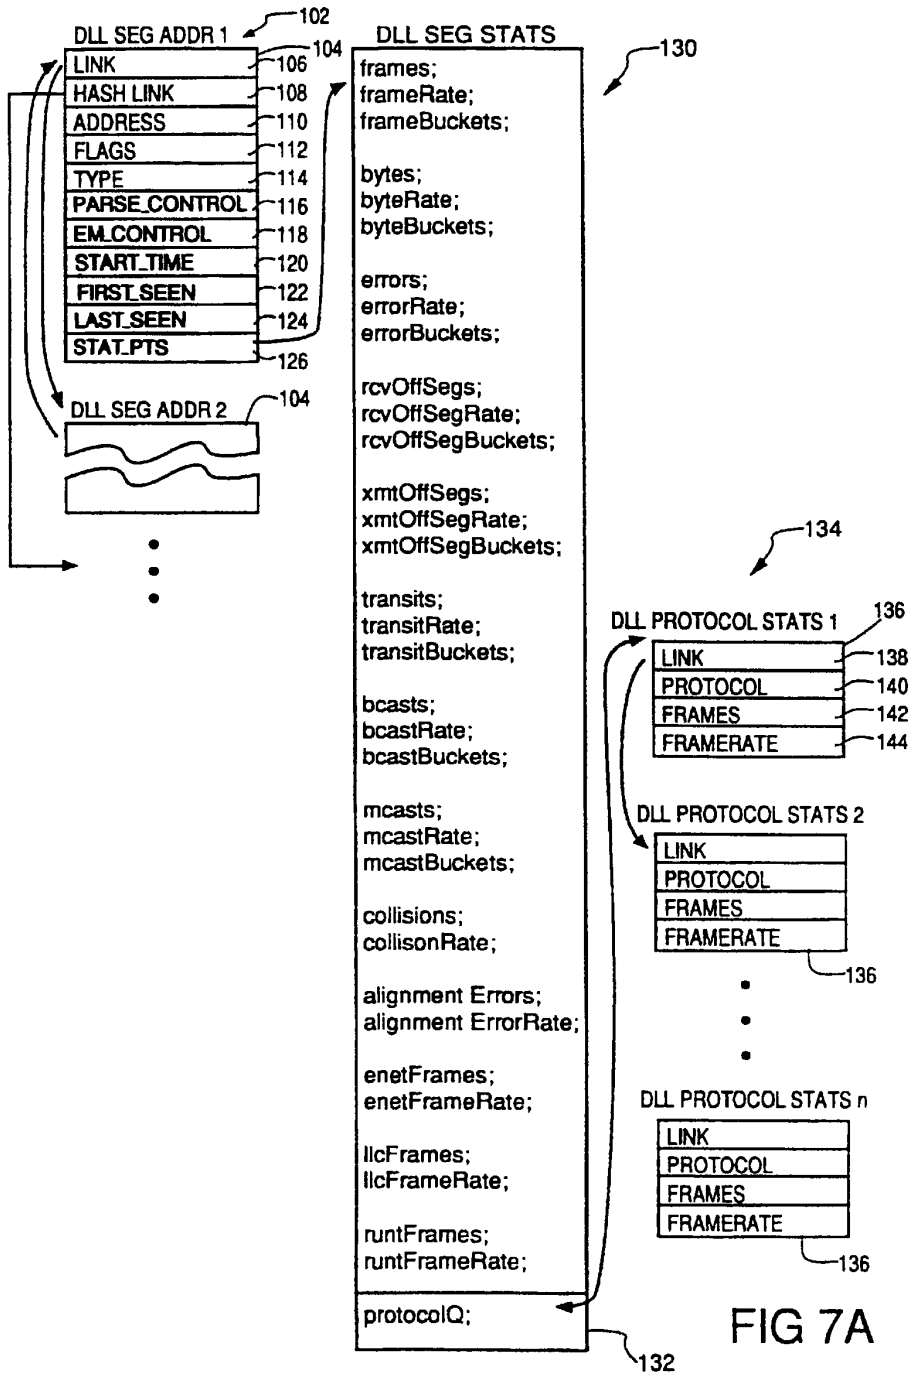 DLL SEG ADDR 1
102
104
LINK
106
HASH LINK
108
ADDRESS
110
FLAGS
112
TYPE
114
PARSE_CONTROL
116
EM_CONTROL
118
START_TIME
120
FIRST_SEEN
122
LAST_SEEN
124
STAT_PTS
126
DLL SEG ADDR 2
104
DLL SEG STATS
130
frames;
frameRate;
frameBuckets;
bytes;
byteRate;
byteBuckets;
errors;
errorRate;
errorBuckets;
rcvOffSegs;
rcvOffSegRate;
rcvOffSegBuckets;
xmtOffSegs;
xmtOffSegRate;
xmtOffSegBuckets;
transits;
transitRate;
transitBuckets;
bcasts;
bcastRate;
bcastBuckets;
mcasts;
mcastRate;
mcastBuckets;
collisions;
collisonRate;
alignment Errors;
alignment ErrorRate;
enetFrames;
enetFrameRate;
llcFrames;
llcFrameRate;
runtFrames;
runtFrameRate;
protocolQ;
132
134
DLL PROTOCOL STATS 1
136
LINK
138
PROTOCOL
140
FRAMES
142
FRAMERATE
144
DLL PROTOCOL STATS 2
LINK
PROTOCOL
FRAMES
FRAMERATE
136
DLL PROTOCOL STATS n
LINK
PROTOCOL
FRAMES
FRAMERATE
136
FIG 7A